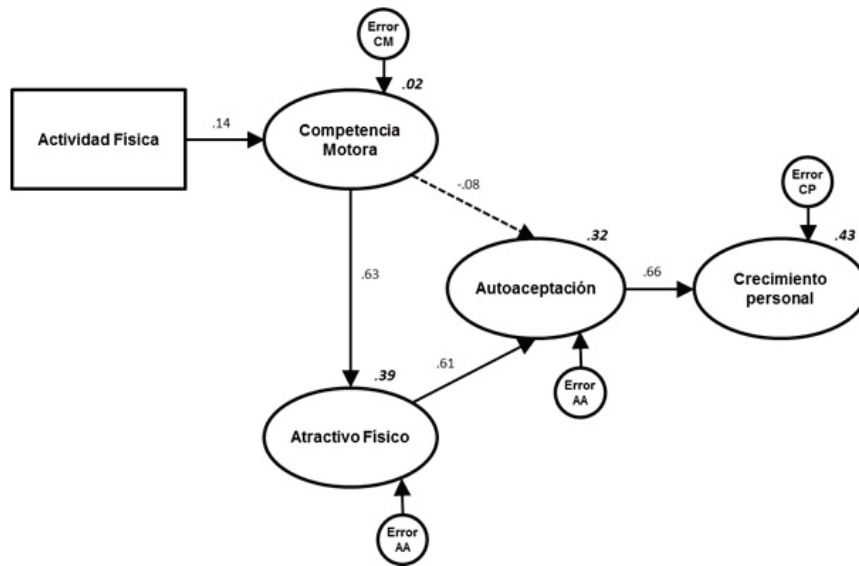 Error
CM
.02
Actividad Física
.14
Competencia
Motora
-.08
Error
CP
.43
.32
.63
Autoaceptación
.66
Crecimiento
personal
.39
.61
Error
AA
Atractivo Físico
Error
AA